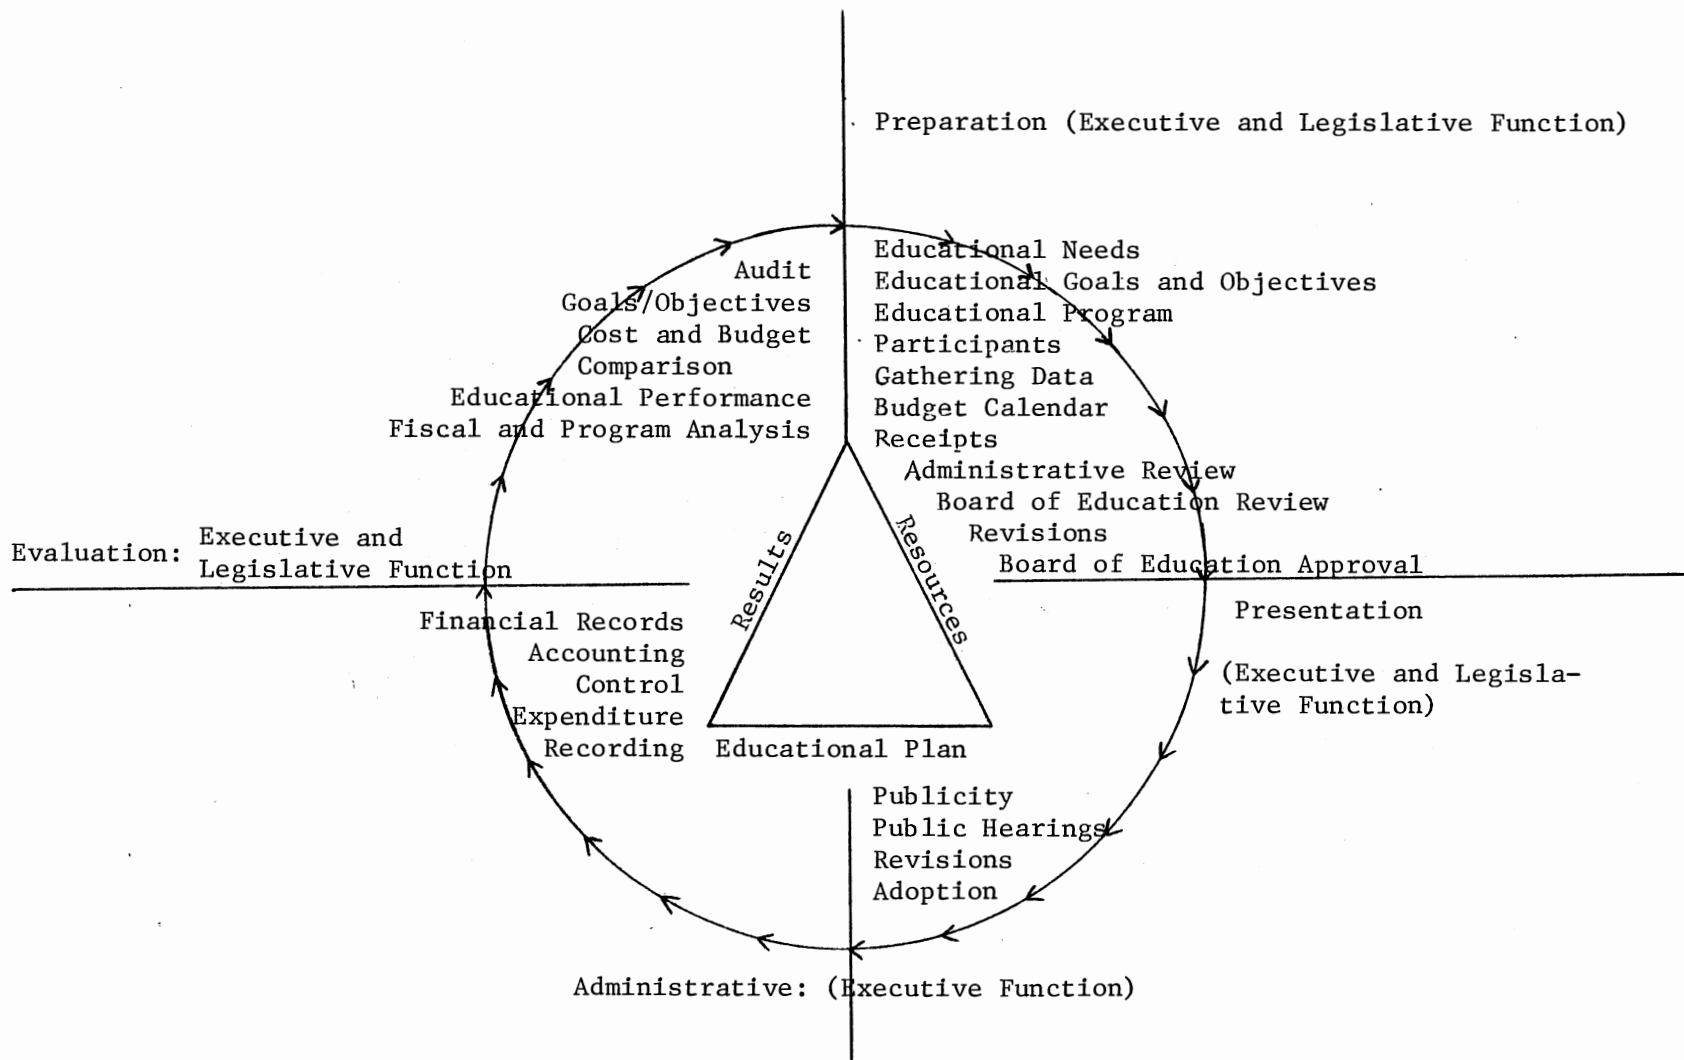 Preparation (Executive and Legislative Function)
Educational Needs
Educational Goals and Objectives
Educational Program
Participants
Gathering Data
Budget Calendar
Receipts
Administrative Review
Board of Education Review
Revisions
Board of Education Approval
Presentation
(Executive and Legisla-
tive Function)
Publicity
Public Hearings
Revisions
Adoption
Administrative: (Executive Function)
Financial Records
Accounting
Control
Expenditure
Recording
Evaluation:
Executive and
Legislative Function
Audit
Goals/Objectives
Cost and Budget
Comparison
Educational Performance
Fiscal and Program Analysis
Results
Resources
Educational Plan